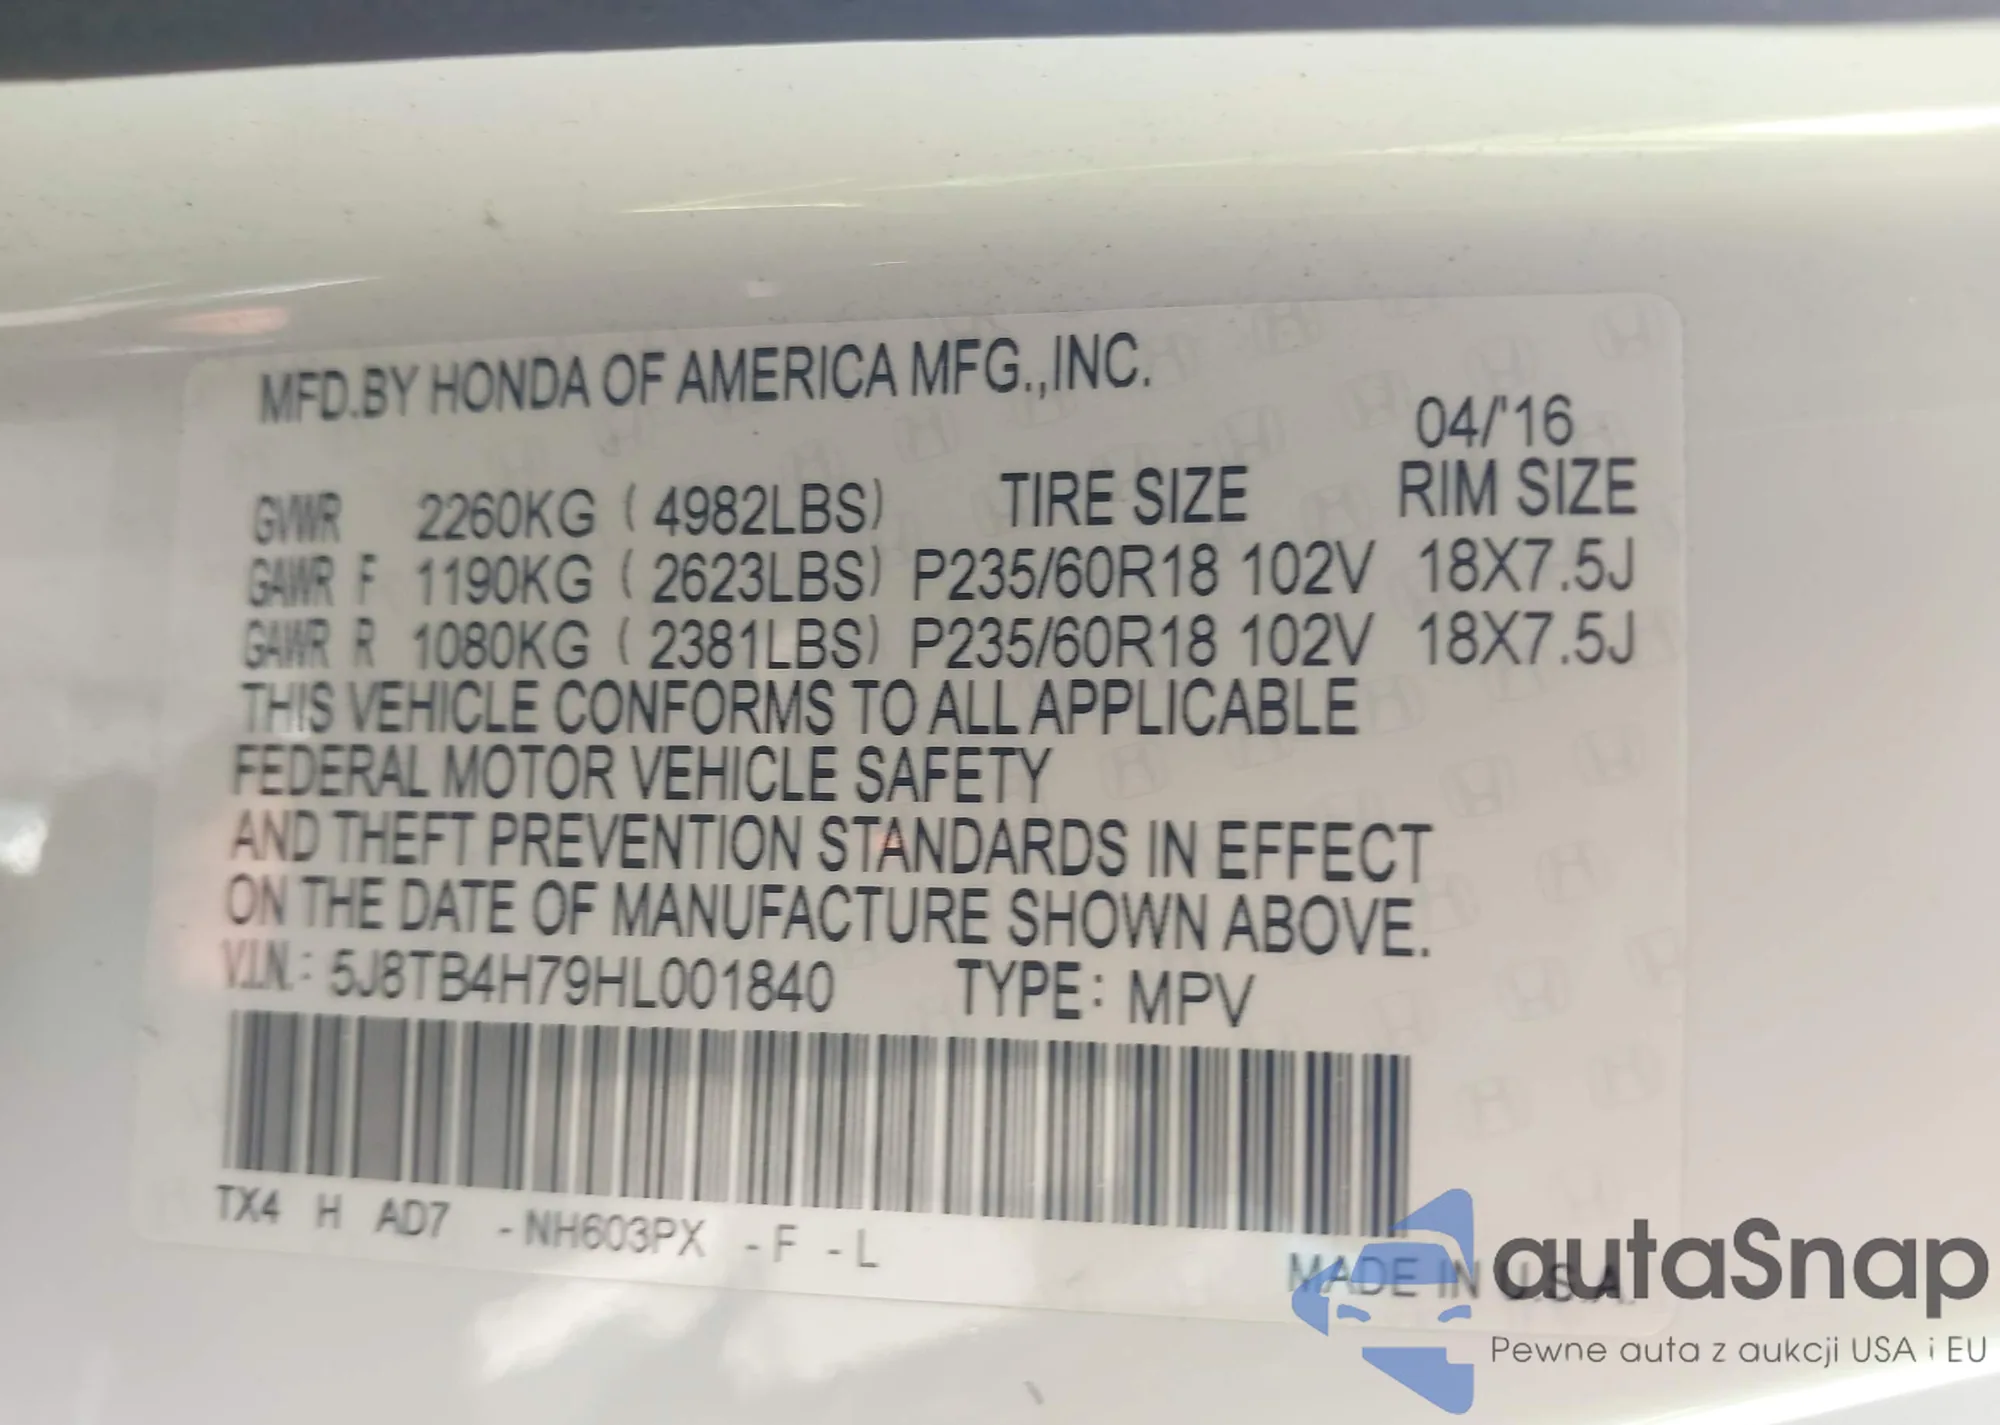 MFD.BY HONDA OF AMERICA MFG.,INC.
04/'16
GVWR 2260KG ( 4982LBS) TIRE SIZE RIM SIZE
GAWR F 1190KG ( 2623LBS) P235/60R18 102V 18X7.5J
GAWR R 1080KG ( 2381LBS) P235/60R18 102V 18X7.5J
THIS VEHICLE CONFORMS TO ALL APPLICABLE
FEDERAL MOTOR VEHICLE SAFETY
AND THEFT PREVENTION STANDARDS IN EFFECT
ON THE DATE OF MANUFACTURE SHOWN ABOVE.
V.I.N.: 5J8TB4H79HL001840 TYPE: MPV
TX4 H AD7 -NH603PX -F -L
MADE IN U.S.A.
autaSnap
Pewne auta z aukcji USA i EU